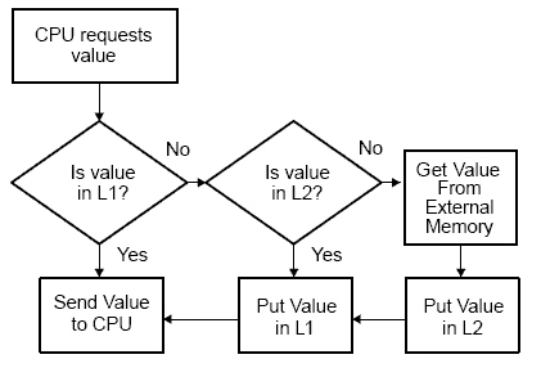 CPU requests
value
Is value
in L1?
No
Is value
in L2?
No
Get Value
From
External
Memory
Yes
Yes
Send Value
to CPU
Put Value
in L1
Put Value
in L2